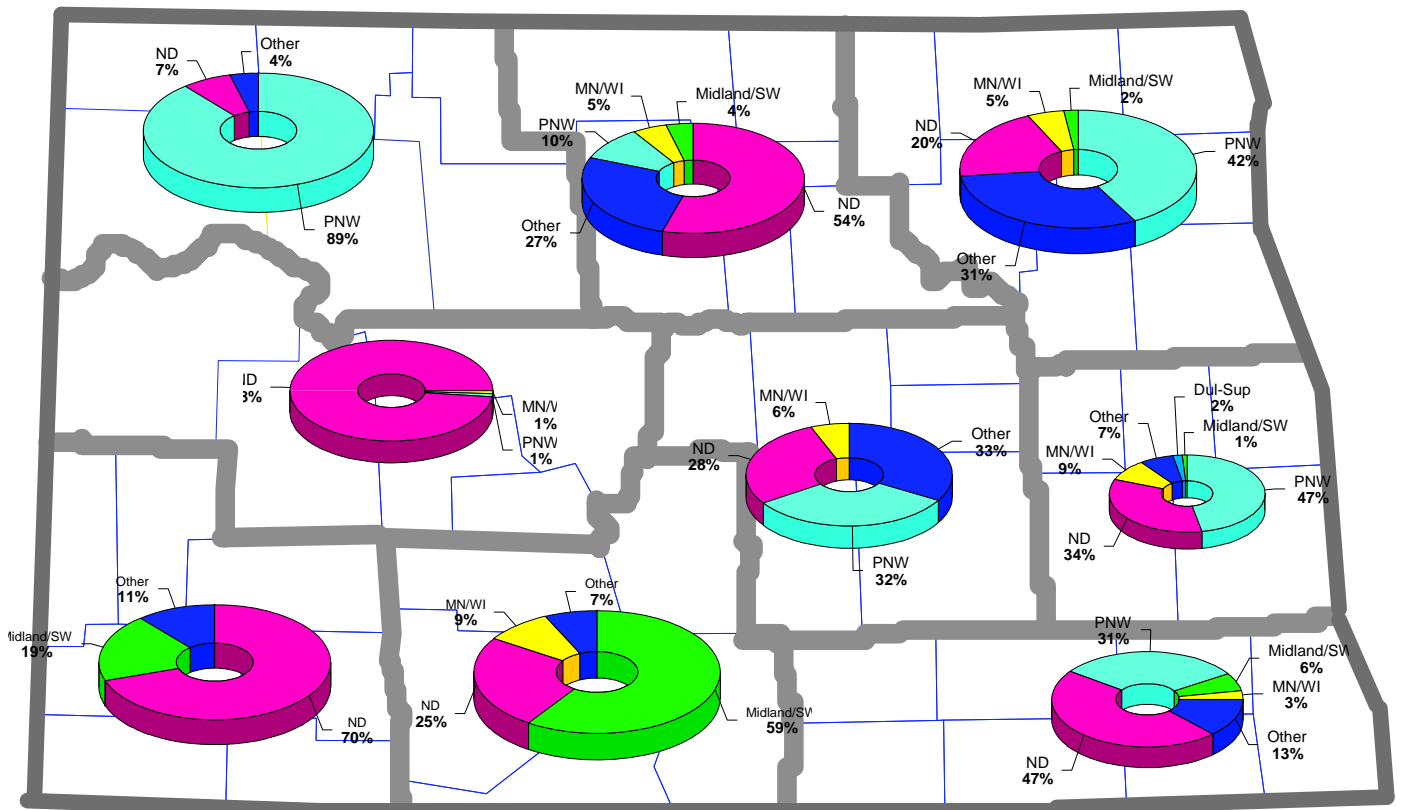 ND
7%
Other
4%
PNW
89%
MN/WI
5%
Midland/SW
4%
PNW
10%
Other
27%
ND
54%
MN/WI
5%
Midland/SW
2%
ND
20%
PNW
42%
Other
31%
MN/
1%
PNW
1%
MN/WI
6%
Other
33%
ND
28%
PNW
32%
Dul-Sup
2%
Other
7%
Midland/SW
1%
MN/WI
9%
PNW
47%
ND
34%
Other
11%
Midland/SW
19%
ND
70%
Other
7%
MN/WI
9%
ND
25%
Midland/SW
59%
PNW
31%
Midland/SW
6%
MN/WI
3%
Other
13%
ND
47%